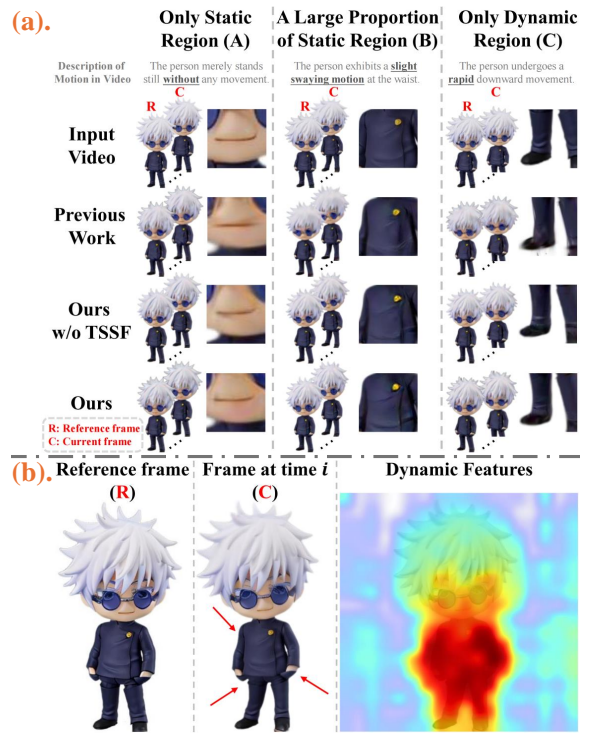 (a).
Only Static
Region (A)
A Large Proportion
of Static Region (B)
Only Dynamic
Region (C)
Description of
Motion in Video
The person merely stands
still without any movement.
The person exhibits a slight
swaying motion at the waist.
The person undergoes a
rapid downward movement.
R
C
R
C
R
C
Input
Video
Previous
Work
Ours
w/o TSSF
Ours
R: Reference frame
C: Current frame
(b).
Reference frame
(R)
Frame at time i
(C)
Dynamic Features